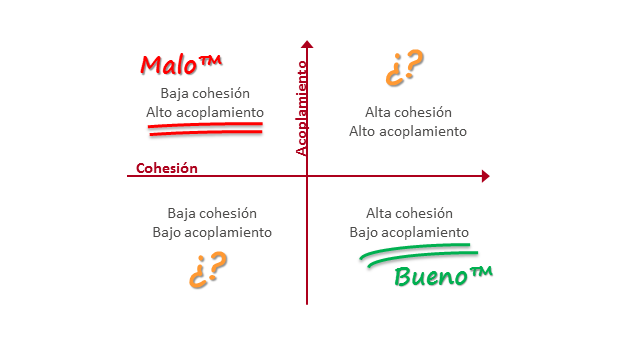 Malo™
Baja cohesión
Alto acoplamiento
¿?
Alta cohesión
Alto acoplamiento
Acoplamiento
Cohesión
Baja cohesión
Bajo acoplamiento
¿?
Alta cohesión
Bajo acoplamiento
Bueno™